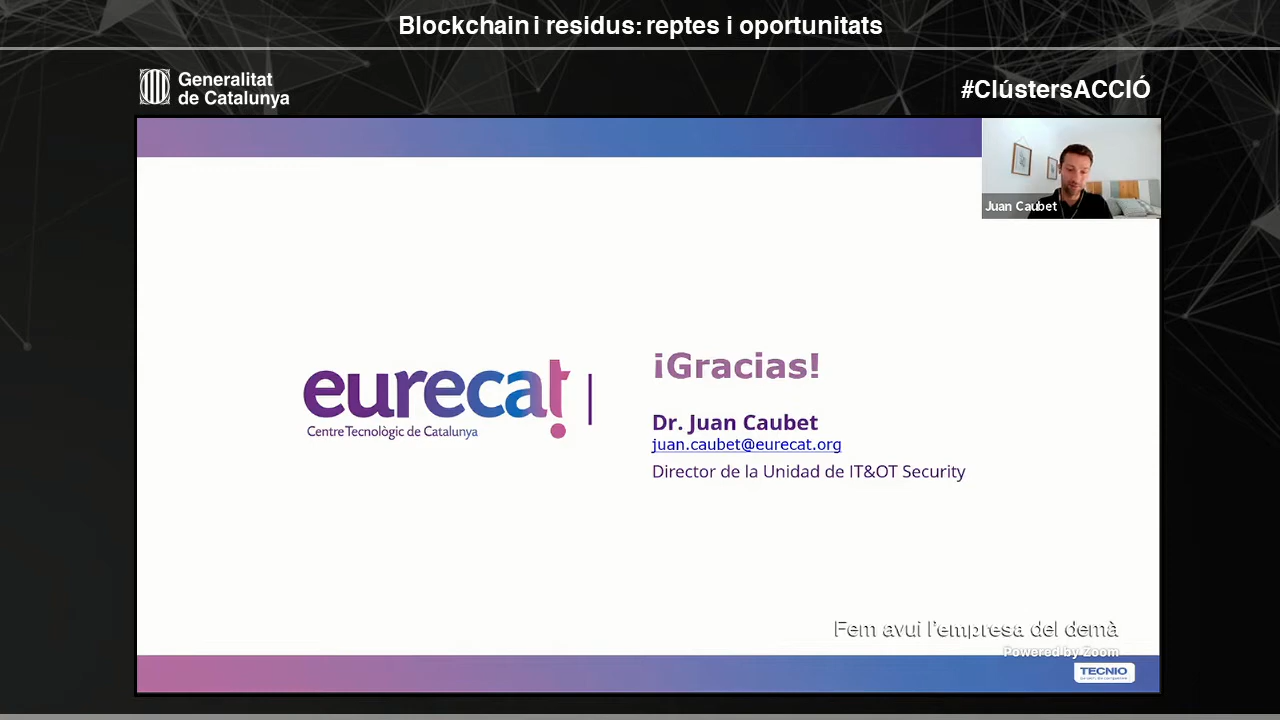 Blockchain i residus: reptes i oportunitats
Generalitat
de Catalunya
#ClústersACCIÓ
Juan Caubet
eurecat
Centre Tecnològic de Catalunya
¡Gracias!
Dr. Juan Caubet
juan.caubet@eurecat.org
Director de la Unidad de IT&OT Security
Fem avui l'empresa del demà
Powered by Zoom
TECNIO